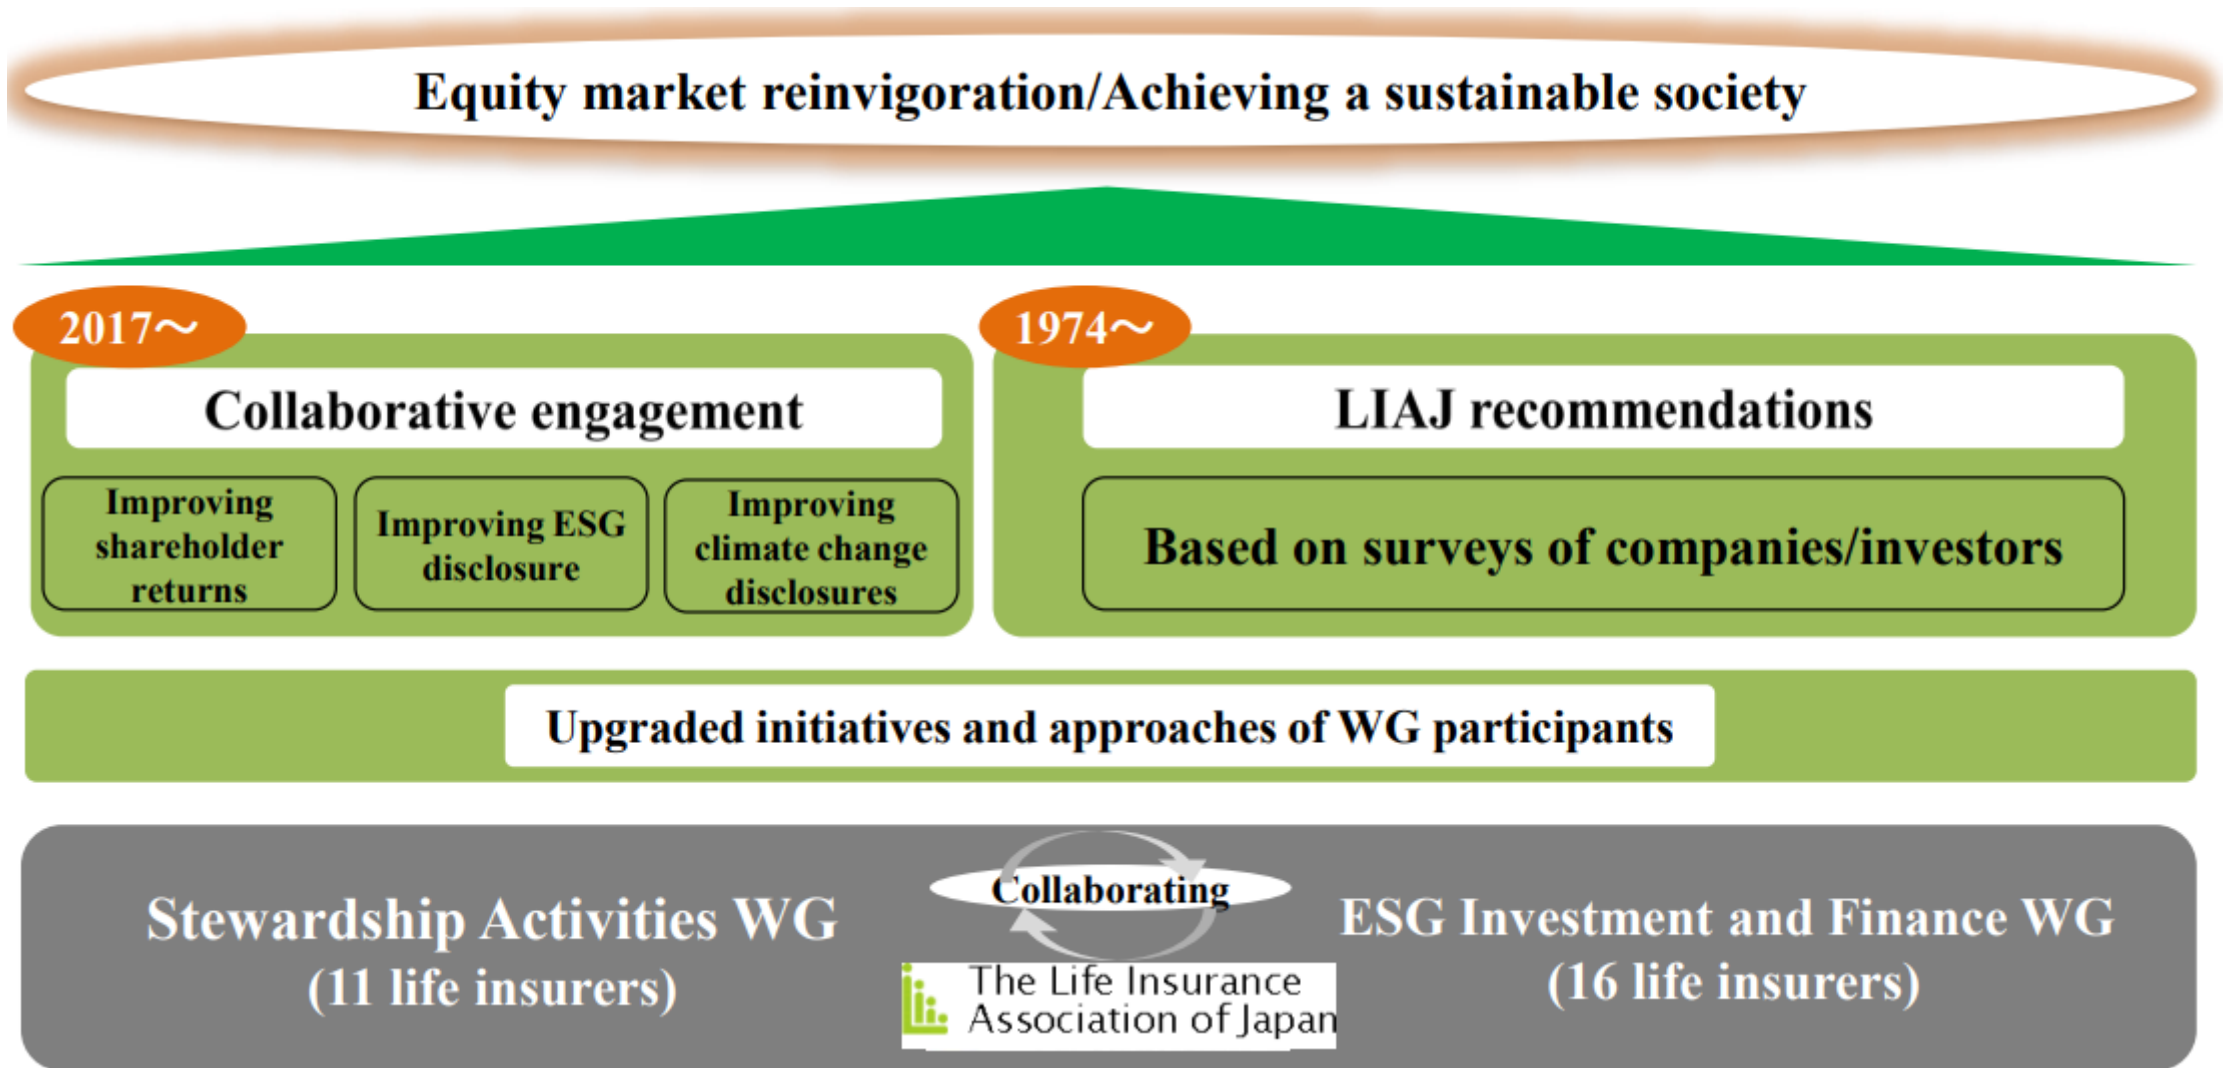 Equity market reinvigoration/Achieving a sustainable society
2017～
Collaborative engagement
Improving
shareholder
returns
Improving ESG
disclosure
Improving
climate change
disclosures
1974～
LIAJ recommendations
Based on surveys of companies/investors
Upgraded initiatives and approaches of WG participants
Stewardship Activities WG
(11 life insurers)
Collaborating
The Life Insurance
Association of Japan
ESG Investment and Finance WG
(16 life insurers)